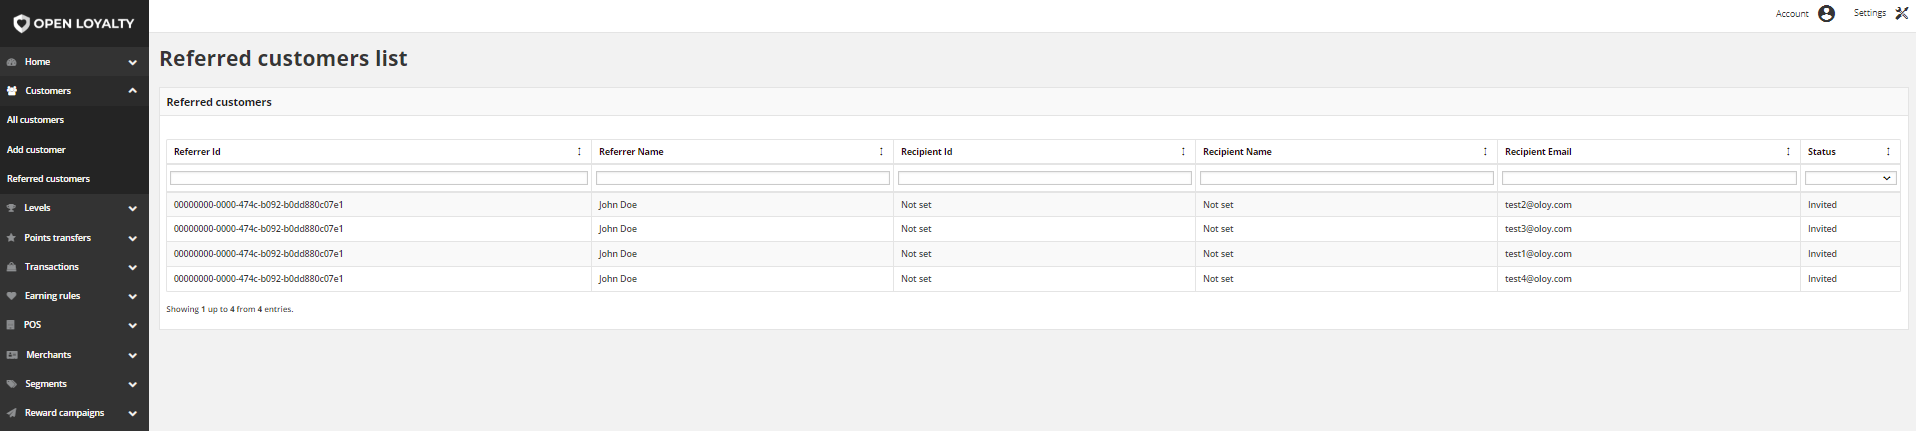 OPEN LOYALTY
Account
Settings
Home
Customers
All customers
Add customer
Referred customers
Levels
Points transfers
Transactions
Earning rules
POS
Merchants
Segments
Reward campaigns
Referred customers list
Referred customers
Referrer Id Referrer Name Recipient Id Recipient Name Recipient Email Status
00000000-0000-474c-b092-b0dd880c07e1 John Doe Not set Not set test2@oloy.com Invited
00000000-0000-474c-b092-b0dd880c07e1 John Doe Not set Not set test3@oloy.com Invited
00000000-0000-474c-b092-b0dd880c07e1 John Doe Not set Not set test1@oloy.com Invited
00000000-0000-474c-b092-b0dd880c07e1 John Doe Not set Not set test4@oloy.com Invited
Showing 1 up to 4 from 4 entries.